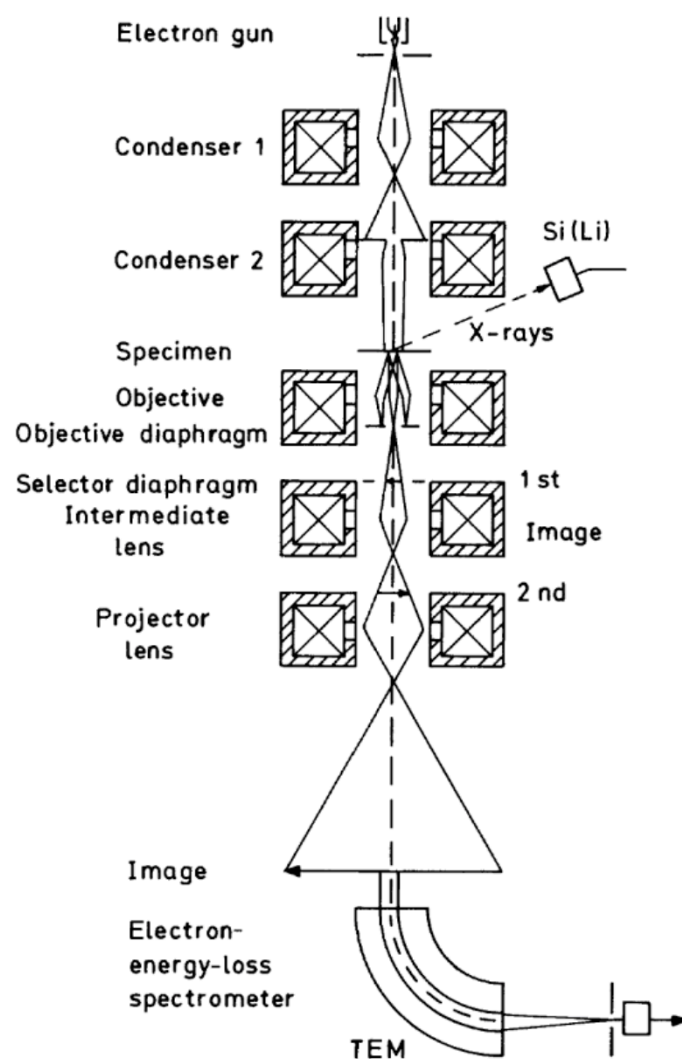 Electron gun
Condenser 1
Condenser 2
Si(Li)
X-rays
Specimen
Objective
Objective diaphragm
Selector diaphragm
1 st
Intermediate
lens
Image
2 nd
Projector
lens
Image
Electron-
energy-loss
spectrometer
TEM